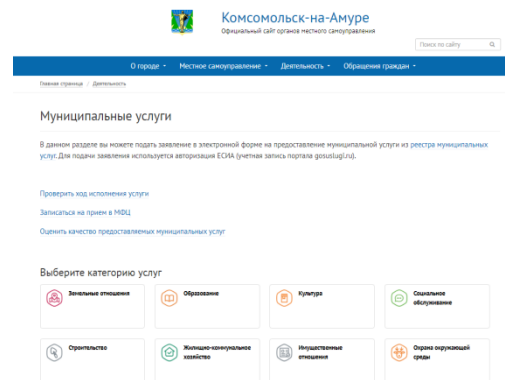 Комсомольск-на-Амуре
Официальный сайт органов местного самоуправления
Поиск по сайту
О городе
Местное самоуправление
Деятельность
Обращения граждан
Главная страница / Деятельность
Муниципальные услуги
В данном разделе вы можете подать заявление в электронной форме на предоставление муниципальной услуги из реестра муниципальных
услуг. Для подачи заявления используется авторизация ЕСИА (учетная запись портала gosuslugi.ru).
Проверить ход исполнения услуги
Записаться на прием в МФЦ
Оценить качество предоставляемых муниципальных услуг
Выберите категорию услуг
Земельные отношения
Образование
Культура
Социальное
обслуживание
Строительство
Жилищно-коммунальное
хозяйство
Имущественные
отношения
Охрана окружающей
среды